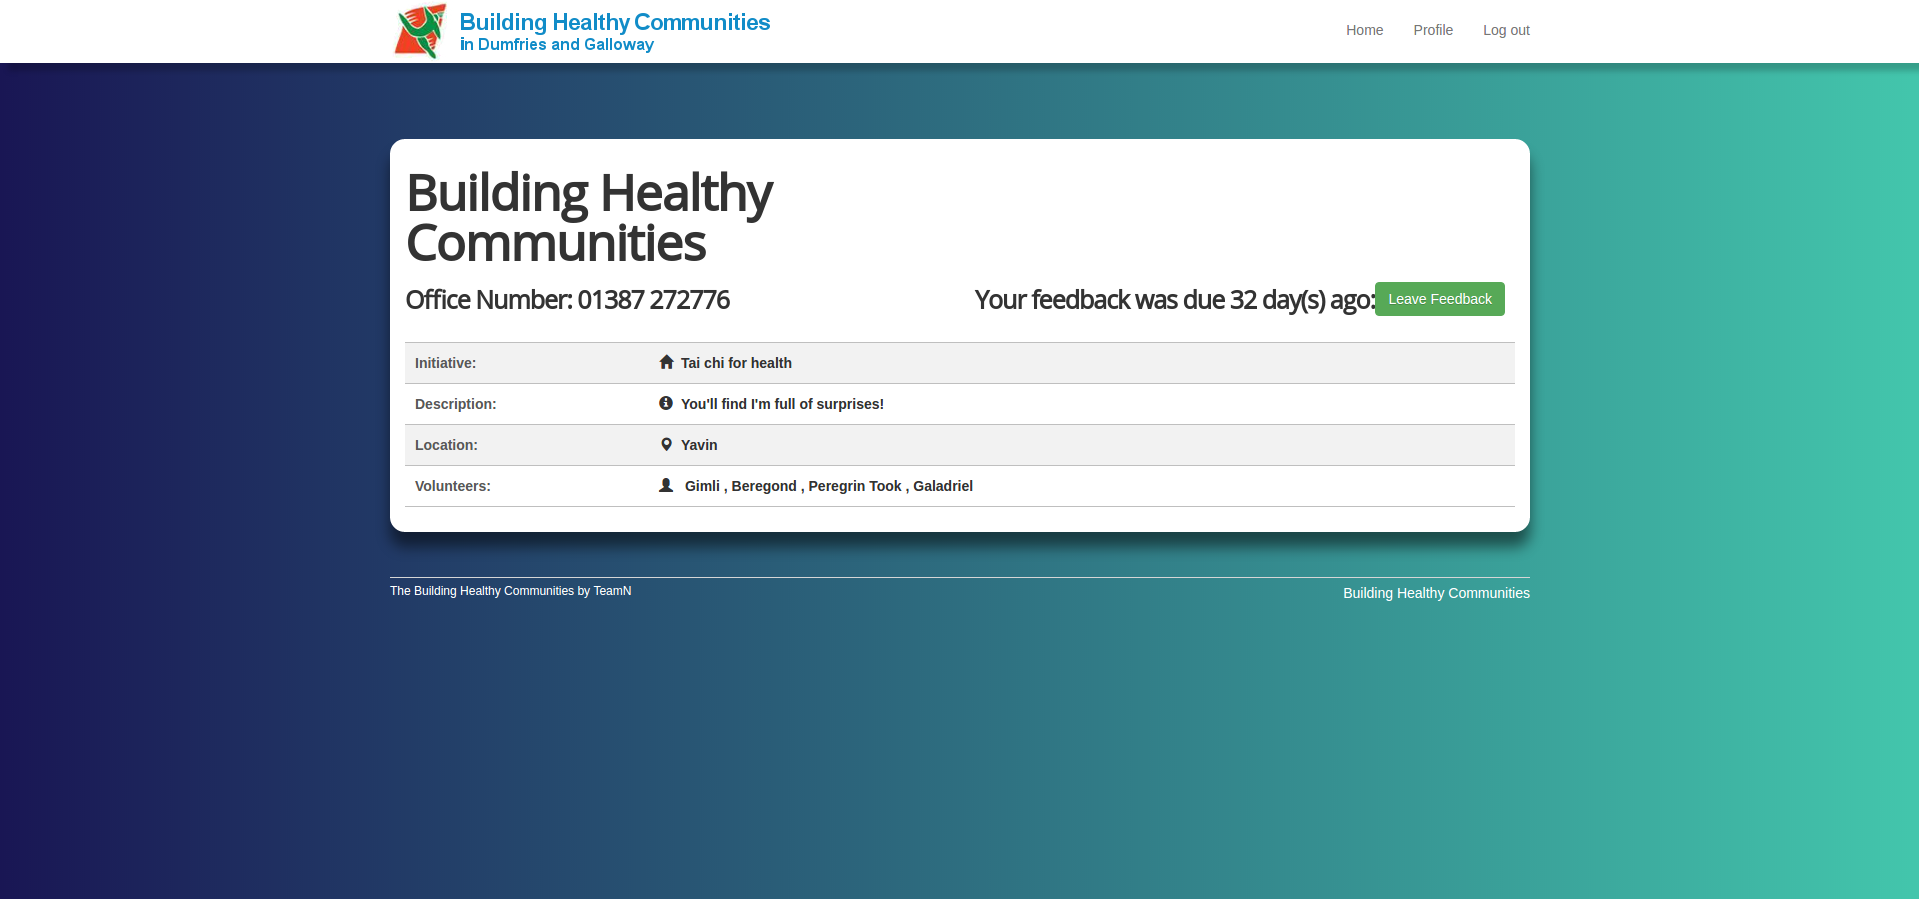 Building Healthy Communities
in Dumfries and Galloway
Home Profile Log out
Building Healthy
Communities
Office Number: 01387 272776
Your feedback was due 32 day(s) ago: Leave Feedback
Initiative: Tai chi for health
Description: You'll find I'm full of surprises!
Location: Yavin
Volunteers: Gimli , Beregond , Peregrin Took , Galadriel
The Building Healthy Communities by TeamN
Building Healthy Communities